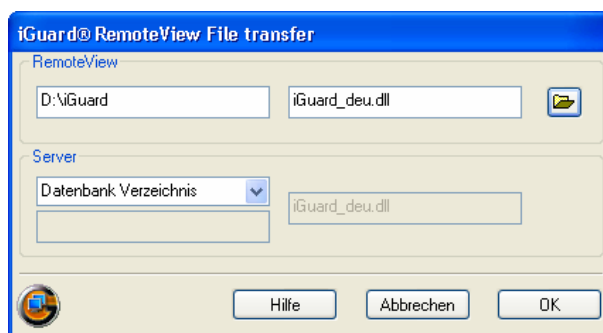 iGuard® RemoteView File transfer
RemoteView
D:\iGuard iGuard_deu.dll
Server
Datenbank Verzeichnis
iGuard_deu.dll
Hilfe Abbrechen OK